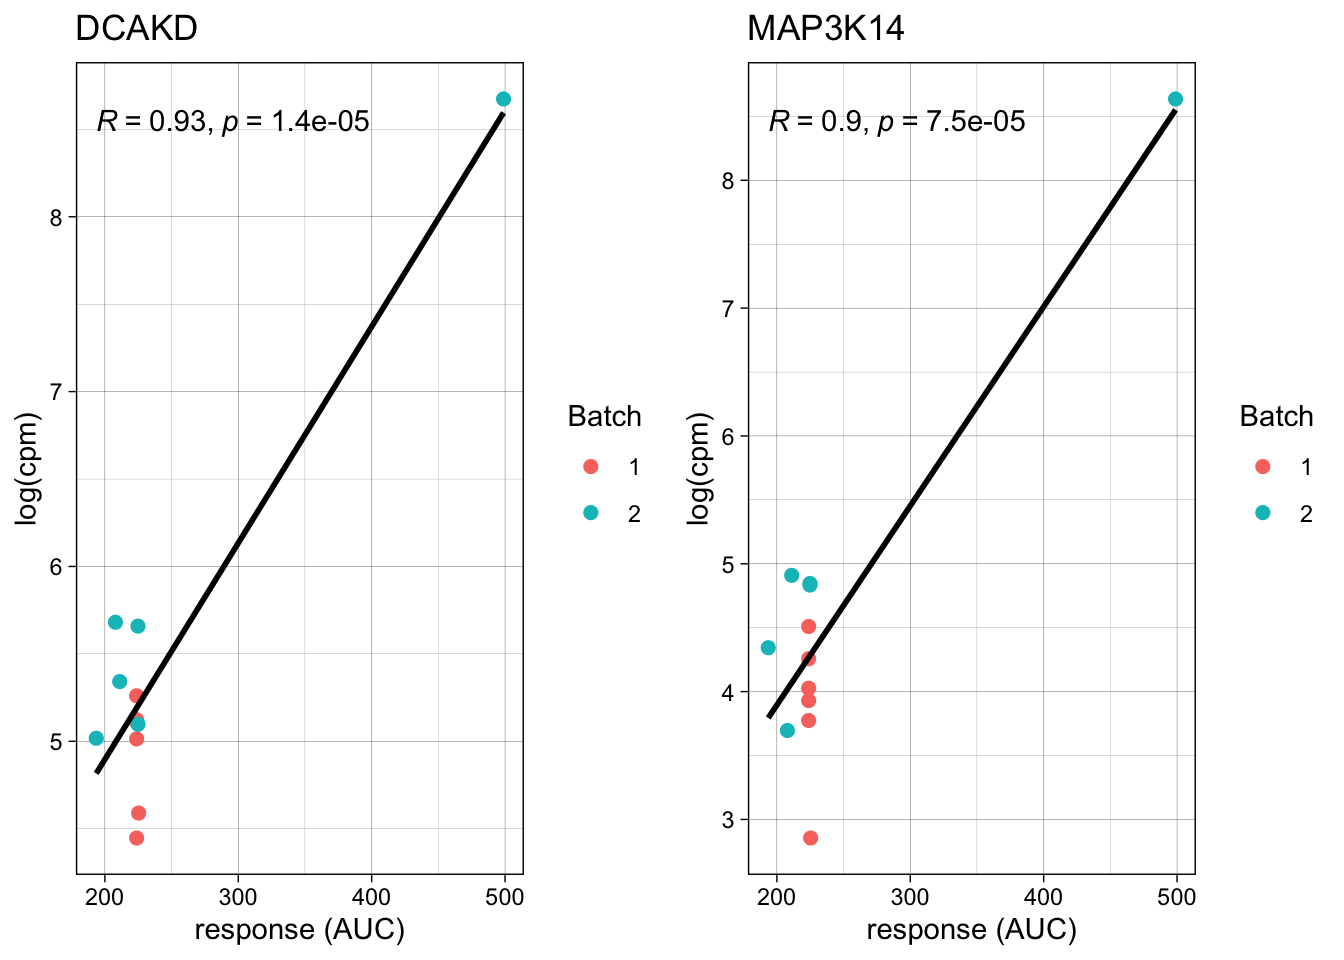 DCAKD
R = 0.93, p = 1.4e-05
8
7
6
5
log(cpm)
200 300 400 500
response (AUC)
Batch
1
2
MAP3K14
R = 0.9, p = 7.5e-05
8
7
6
5
4
3
log(cpm)
200 300 400 500
response (AUC)
Batch
1
2